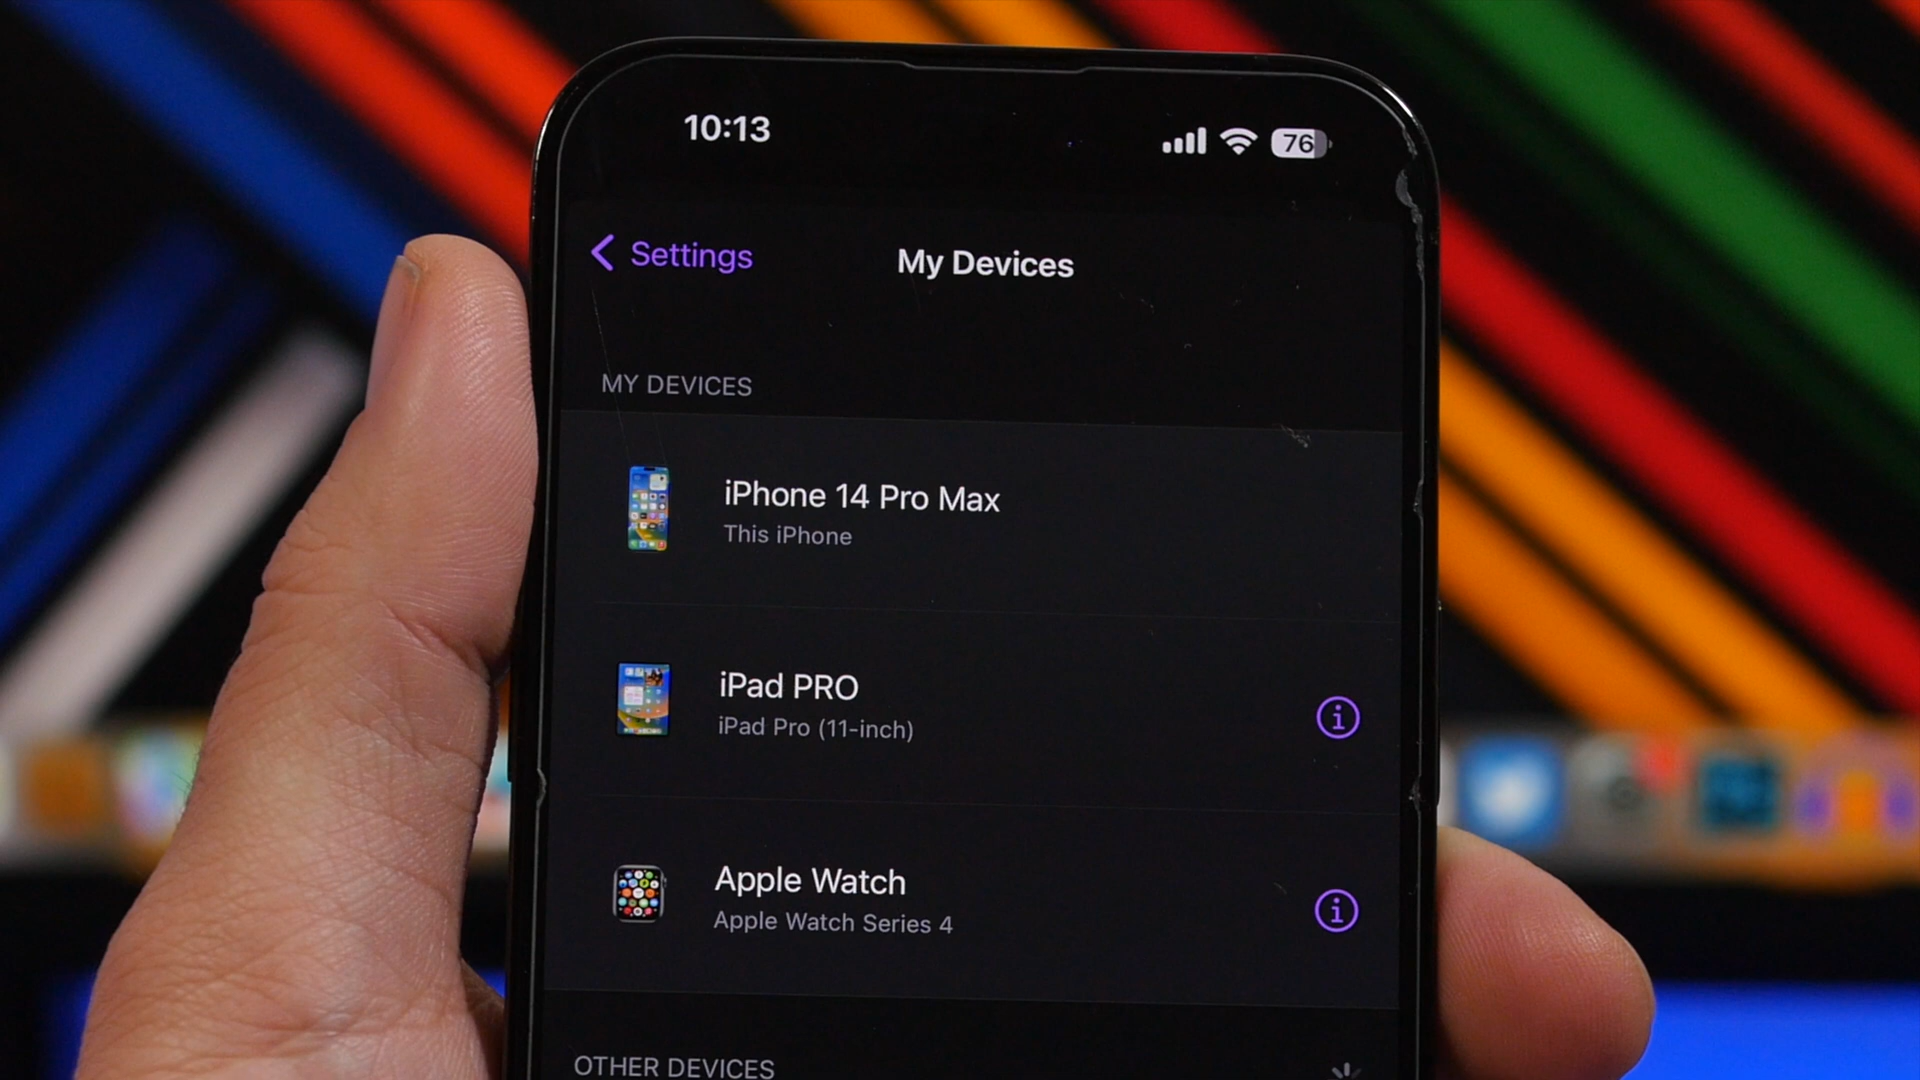 10:13
76
Settings
My Devices
MY DEVICES
iPhone 14 Pro Max
This iPhone
iPad PRO
iPad Pro (11-inch)
Apple Watch
Apple Watch Series 4
OTHER DEVICES